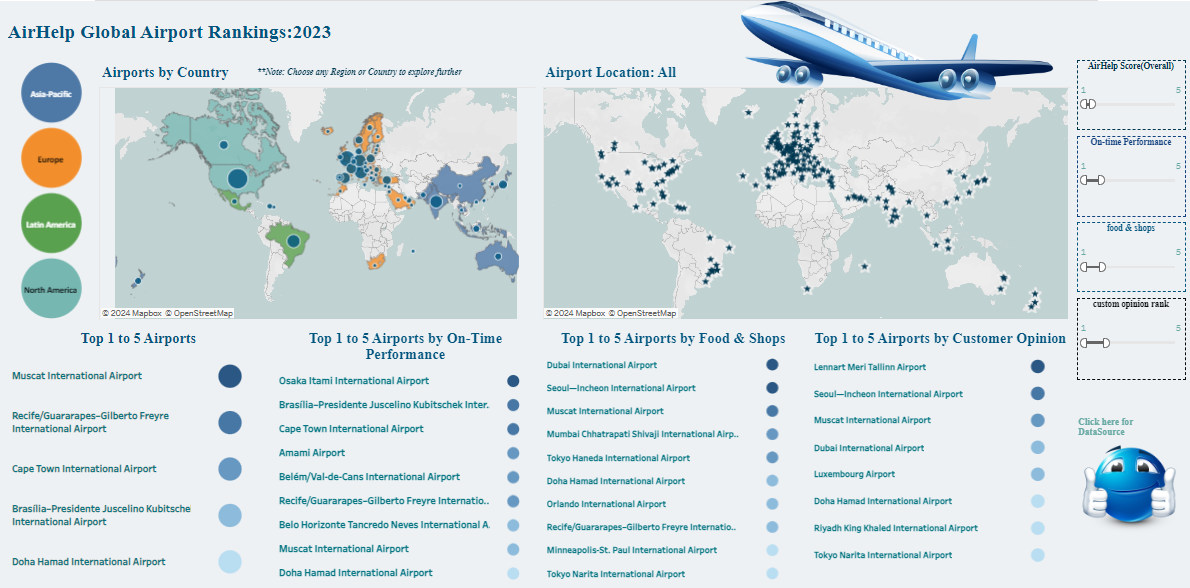 AirHelp Global Airport Rankings:2023
Asia-Pacific
Europe
Latin America
North America
Airports by Country
**Note: Choose any Region or Country to explore further
© 2024 Mapbox © OpenStreetMap
Airport Location: All
© 2024 Mapbox © OpenStreetMap
AirHelp Score(Overall)
1 5
On-time Performance
1 5
food & shops
1 5
custom opinion rank
1 5
Click here for
DataSource
Top 1 to 5 Airports
Muscat International Airport
Recife/Guararapes–Gilberto Freyre
International Airport
Cape Town International Airport
Brasília–Presidente Juscelino Kubitsche
International Airport
Doha Hamad International Airport
Top 1 to 5 Airports by On-Time
Performance
Osaka Itami International Airport
Brasília–Presidente Juscelino Kubitschek Inter.
Cape Town International Airport
Amami Airport
Belém/Val-de-Cans International Airport
Recife/Guararapes–Gilberto Freyre Internatio..
Belo Horizonte Tancredo Neves International A.
Muscat International Airport
Doha Hamad International Airport
Top 1 to 5 Airports by Food & Shops
Dubai International Airport
Seoul—Incheon International Airport
Muscat International Airport
Mumbai Chhatrapati Shivaji International Airp..
Tokyo Haneda International Airport
Doha Hamad International Airport
Orlando International Airport
Recife/Guararapes–Gilberto Freyre Internatio..
Minneapolis-St. Paul International Airport
Tokyo Narita International Airport
Top 1 to 5 Airports by Customer Opinion
Lennart Meri Tallinn Airport
Seoul—Incheon International Airport
Muscat International Airport
Dubai International Airport
Luxembourg Airport
Doha Hamad International Airport
Riyadh King Khaled International Airport
Tokyo Narita International Airport